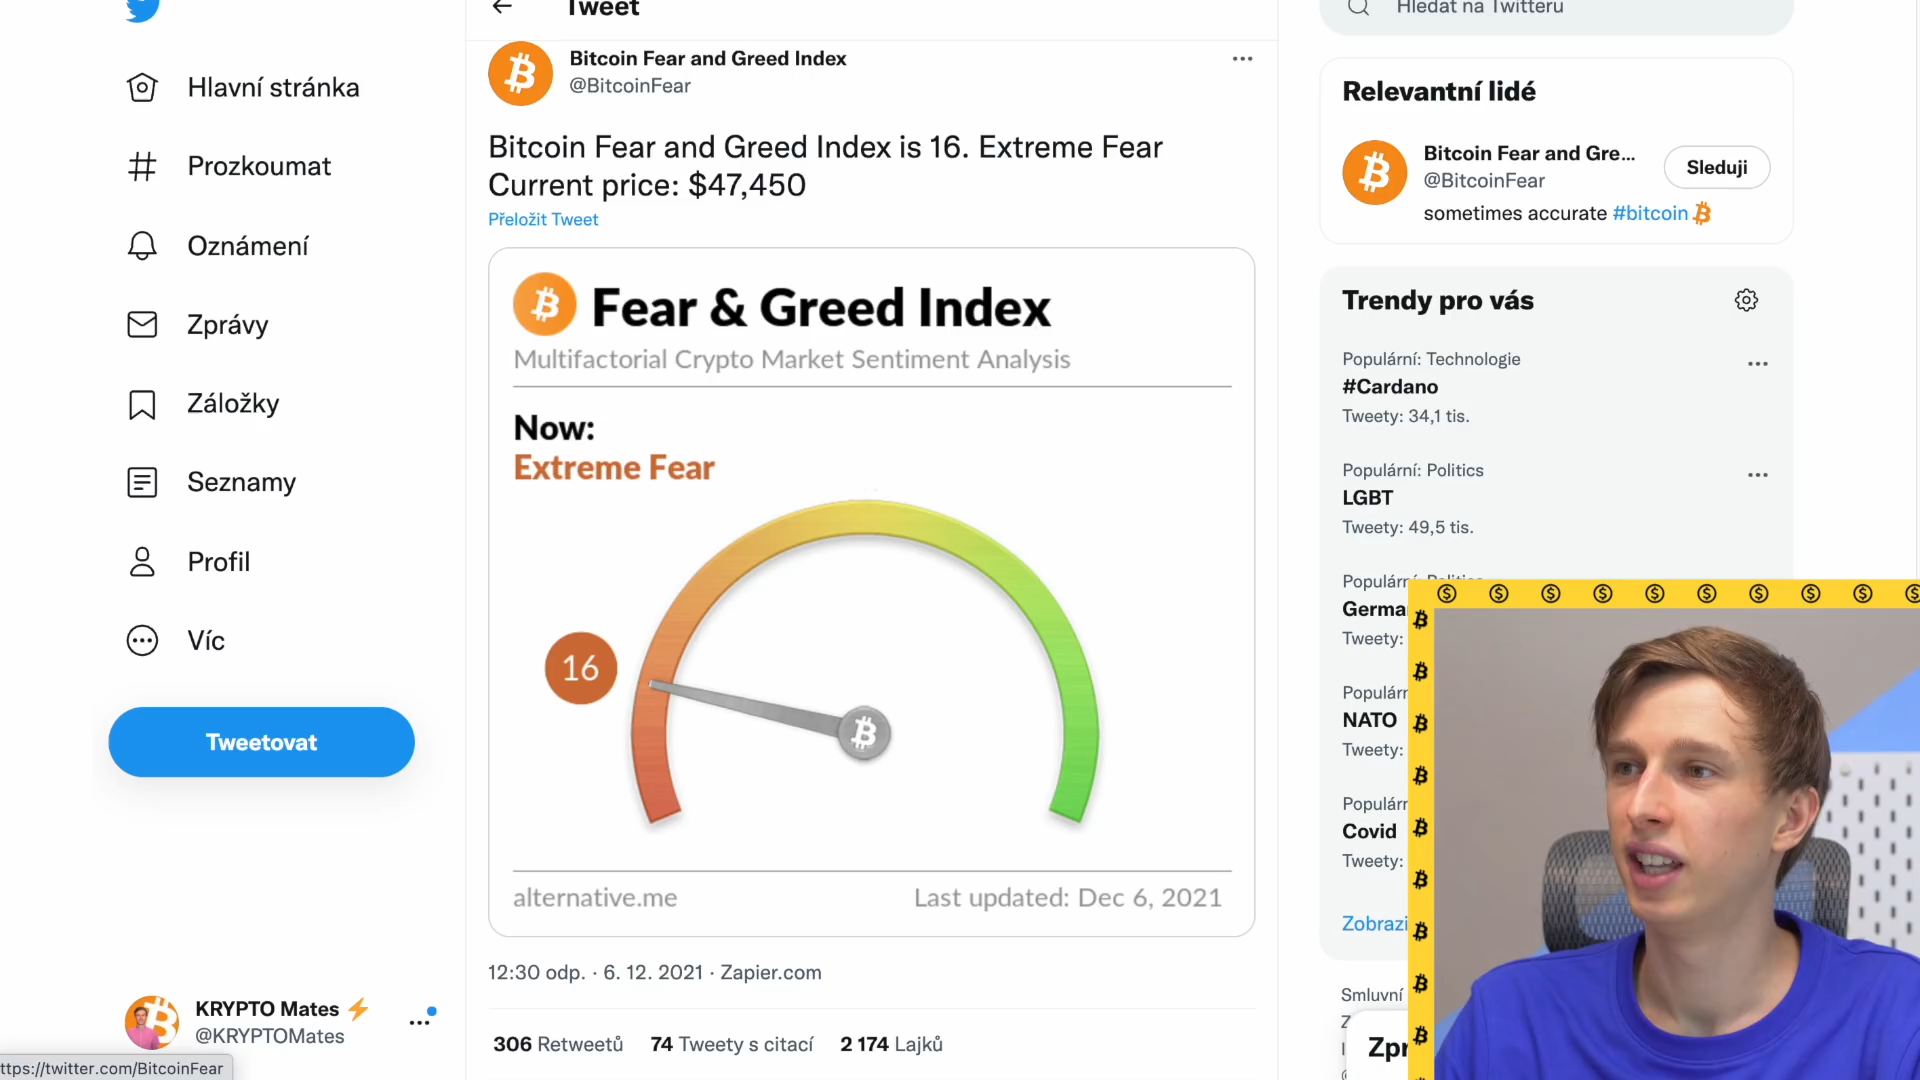 Tweet
Hledat na Twitteru
Hlavní stránka
Prozkoumat
Oznámení
Zprávy
Záložky
Seznamy
Profil
Víc
Tweetovat
KRYPTO Mates
@KRYPTOMates
ttps://twitter.com/BitcoinFear
Bitcoin Fear and Greed Index
@BitcoinFear
Bitcoin Fear and Greed Index is 16. Extreme Fear
Current price: $47,450
Přeložit Tweet
Fear & Greed Index
Multifactorial Crypto Market Sentiment Analysis
Now:
Extreme Fear
16
alternative.me
Last updated: Dec 6, 2021
12:30 odp. · 6. 12. 2021 · Zapier.com
306 Retweetů 74 Tweety s citací 2 174 Lajků
Relevantní lidé
Bitcoin Fear and Gre...
@BitcoinFear
Sleduji
sometimes accurate #bitcoin
Trendy pro vás
Populární: Technologie
#Cardano
Tweety: 34,1 tis.
Populární: Politics
LGBT
Tweety: 49,5 tis.
Populární: Politics
Germa
Tweety:
Populárn
NATO
Tweety:
Populárn
Covid
Tweety:
Zobrazi
Smluvní
Zpr